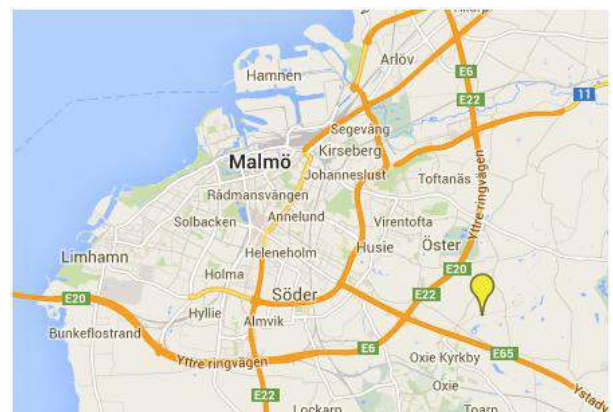 Arlöv
E6
Hamnen
E22
11
Segevång
Malmö
Kirseberg
Johanneslust
Toftanäs
Rådmansvängen
Yttre ringvägen
Annelund
Solbacken
Virentofta
Husie
Öster
Heleneholm
Limhamn
Holma
E20
E20
Söder
E22
Hyllie
Almvik
Bunkeflostrand
E6
E65
Yttre ringvägen
Oxie Kyrkby
Oxie
Ystadv
E22
Lockarp
Toarp